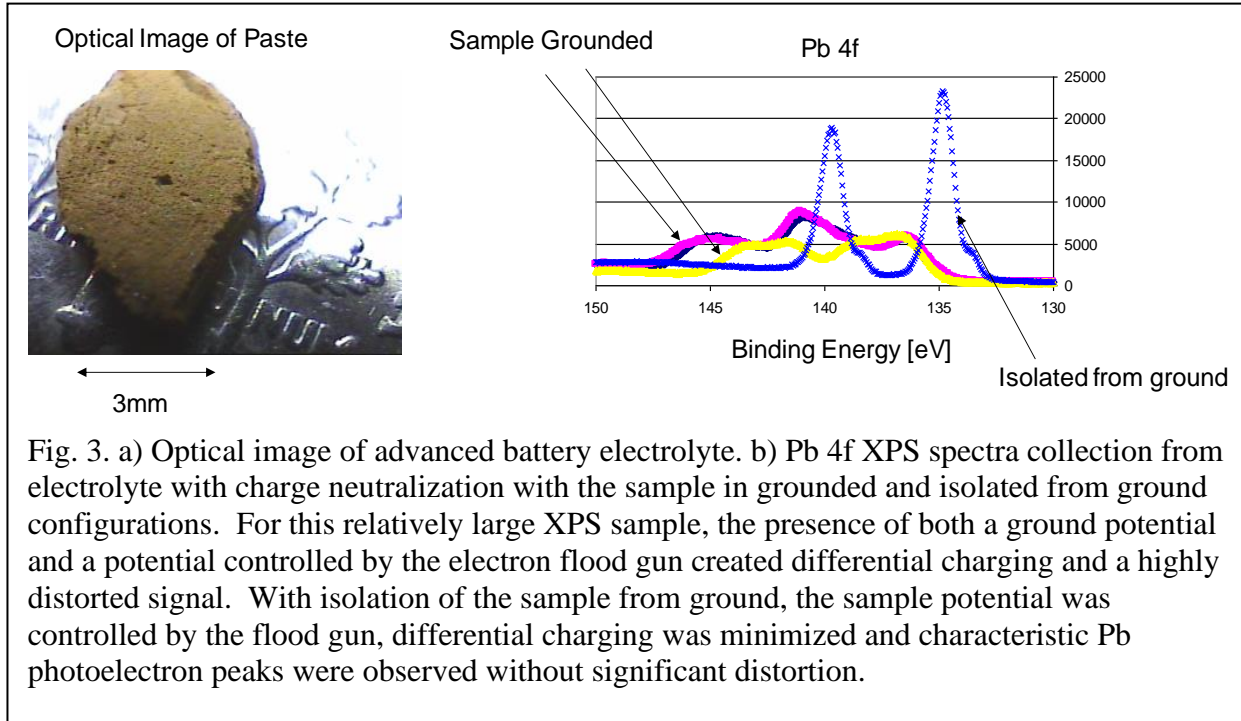 Optical Image of Paste
Sample Grounded
Pb 4f
25000
20000
15000
10000
5000
0
150 145 140 135 130
Binding Energy [eV]
Isolated from ground
3mm
Fig. 3. a) Optical image of advanced battery electrolyte. b) Pb 4f XPS spectra collection from
electrolyte with charge neutralization with the sample in grounded and isolated from ground
configurations. For this relatively large XPS sample, the presence of both a ground potential
and a potential controlled by the electron flood gun created differential charging and a highly
distorted signal. With isolation of the sample from ground, the sample potential was
controlled by the flood gun, differential charging was minimized and characteristic Pb
photoelectron peaks were observed without significant distortion.